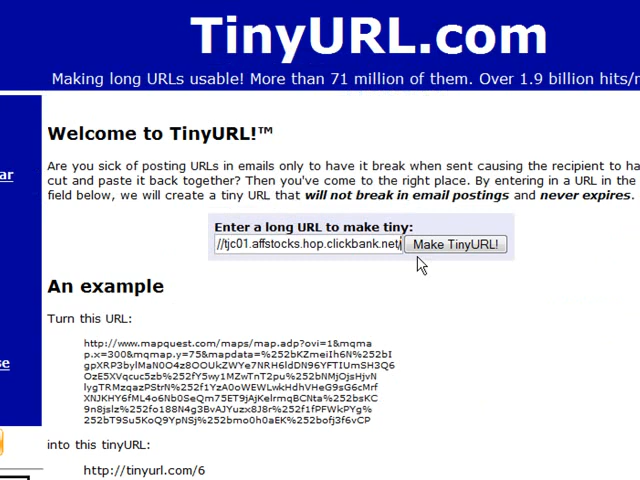 TinyURL.com
Making long URLs usable! More than 71 million of them. Over 1.9 billion hits/
Welcome to TinyURL!™
Are you sick of posting URLs in emails only to have it break when sent causing the recipient to ha
ar
cut and paste it back together? Then you've come to the right place. By entering in a URL in the
field below, we will create a tiny URL that will not break in email postings and never expires.
Enter a long URL to make tiny:
//tjc01.affstocks.hop.clickbank.net/ Make TinyURL!
An example
Turn this URL:
http://www.mapquest.com/maps/map.adp?ovi=1&mqma
p.x=300&mqmap.y=75&mapdata=%252bKZmeiIh6N%252bI
gpXRP3bylMaN0O4z8OOUkZWYe7NRH6ldDN96YFTIUmSH3Q6
OzE5XVqcuc5zb%252fY5wy1MZwTnT2pu%252bNMjOjsHjvN
lygTRMzqazPStrN%252f1YzA0oWEWLwkHdhVHeG9sG6cMrf
XNJKHY6fML4o6Nb0SeQm75ET9jAjKelrmqBCNta%252bsKC
9n8jslz%252fo188N4g3BvAJYuzx8J8r%252f1fPFWkPYg%
252bT9Su5KoQ9YpNSj%252bmo0h0aEK%252bofj3f6vCP
into this tinyURL:
http://tinyurl.com/6
se